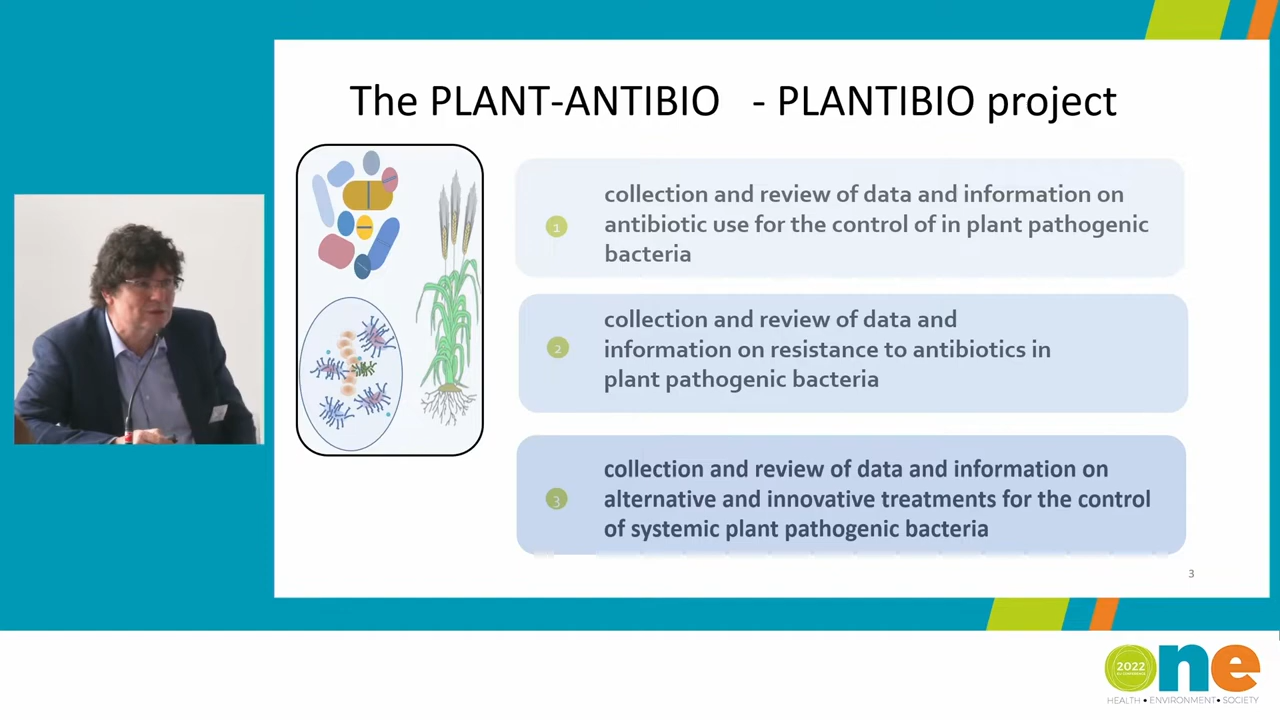 The PLANT-ANTIBIO - PLANTIBIO project
1
collection and review of data and information on
antibiotic use for the control of in plant pathogenic
bacteria
2
collection and review of data and
information on resistance to antibiotics in
plant pathogenic bacteria
3
collection and review of data and information on
alternative and innovative treatments for the control
of systemic plant pathogenic bacteria
3
2022
one
HEALTH • ENVIRONMENT • SOCIETY